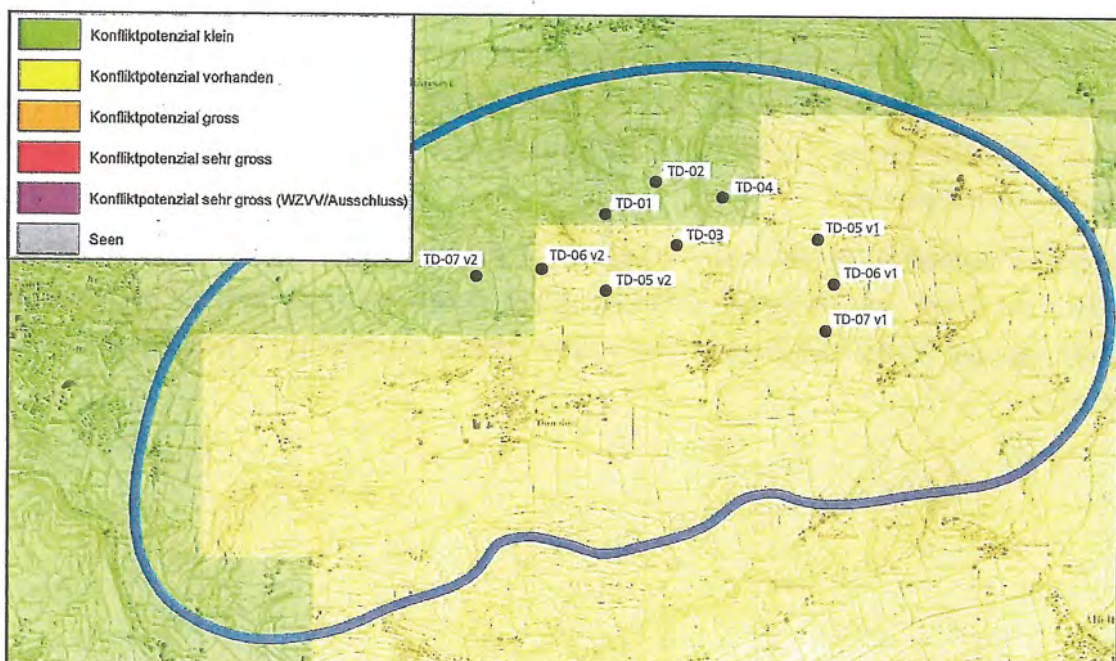 Konfliktpotenzial klein
Konfliktpotenzial vorhanden
Konfliktpotenzial gross
Konfliktpotenzial sehr gross
Konfliktpotenzial sehr gross (WZVV//Ausschluss)
Seen
TD-02
TD-04
TD-01
TD-03
TD-05 v1
TD-07 v2
TD-06 v2
TD-05 v2
TD-06 v1
TD-07 v1